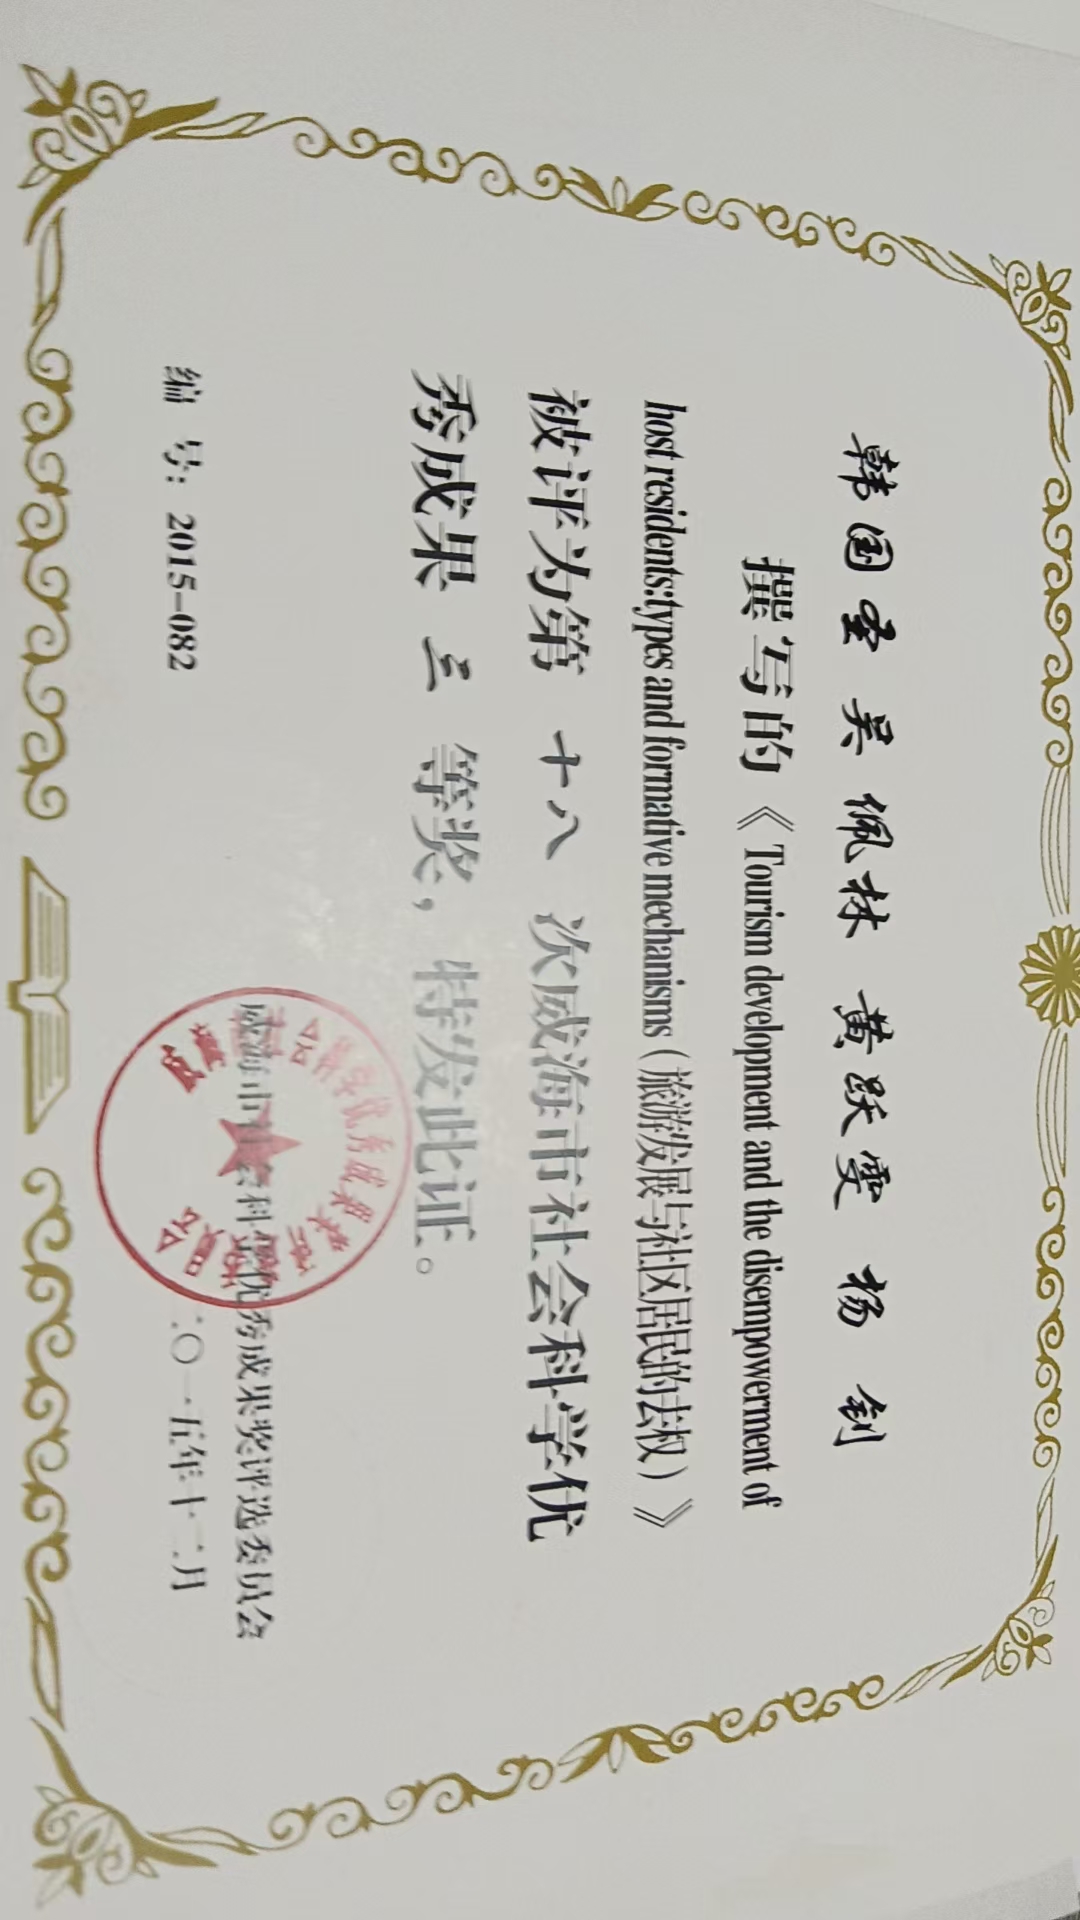 韩国圣 吴佩林 黄跃雯 杨钊
撰写的《Tourism development and the disempowerment of
host residents:types and formative mechanisms（旅游发展与社区居民的去权）》
被评为第 十八 次威海市社会科学优
秀成果 三 等奖，特发此证。
威海市社会科学优秀成果奖评选委员会
编 号：2015-082
二〇一五年十二月